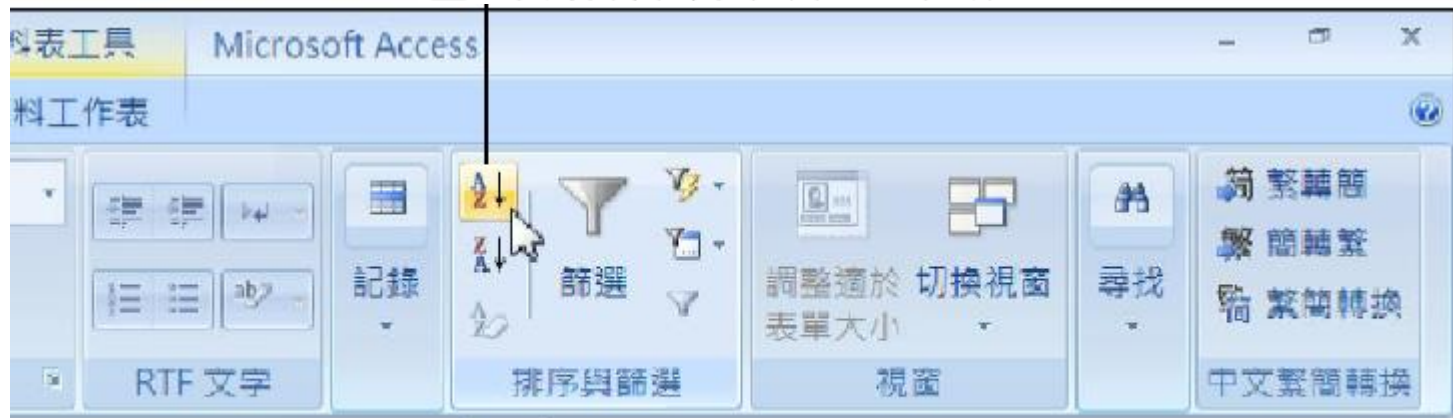 料表工具 Microsoft Access
料工作表
記錄
篩選
調整適於
表單大小
切換視窗
尋找
繁轉簡
簡轉繁
繁簡轉換
RTF 文字
排序與篩選
視窗
中文繁簡轉換